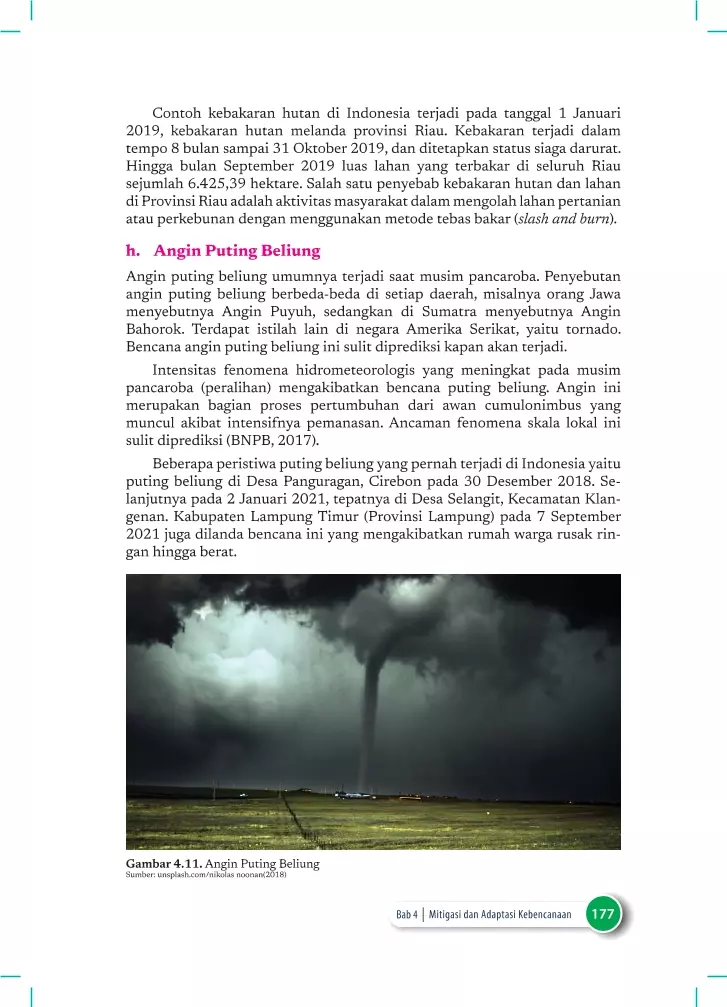 Contoh kebakaran hutan di Indonesia terjadi pada tanggal 1 Januari
2019, kebakaran hutan melanda provinsi Riau. Kebakaran terjadi dalam
tempo 8 bulan sampai 31 Oktober 2019, dan ditetapkan status siaga darurat.
Hingga bulan September 2019 luas lahan yang terbakar di seluruh Riau
sejumlah 6.425,39 hektare. Salah satu penyebab kebakaran hutan dan lahan
di Provinsi Riau adalah aktivitas masyarakat dalam mengolah lahan pertanian
atau perkebunan dengan menggunakan metode tebas bakar (slash and burn).
h. Angin Puting Beliung
Angin puting beliung umumnya terjadi saat musim pancaroba. Penyebutan
angin puting beliung berbeda-beda di setiap daerah, misalnya orang Jawa
menyebutnya Angin Puyuh, sedangkan di Sumatra menyebutnya Angin
Bahorok. Terdapat istilah lain di negara Amerika Serikat, yaitu tornado.
Bencana angin puting beliung ini sulit diprediksi kapan akan terjadi.
Intensitas fenomena hidrometeorologis yang meningkat pada musim
pancaroba (peralihan) mengakibatkan bencana puting beliung. Angin ini
merupakan bagian proses pertumbuhan dari awan cumulonimbus yang
muncul akibat intensifnya pemanasan. Ancaman fenomena skala lokal ini
sulit diprediksi (BNPB, 2017).
Beberapa peristiwa puting beliung yang pernah terjadi di Indonesia yaitu
puting beliung di Desa Panguragan, Cirebon pada 30 Desember 2018. Se-
lanjutnya pada 2 Januari 2021, tepatnya di Desa Selangit, Kecamatan Klan-
genan. Kabupaten Lampung Timur (Provinsi Lampung) pada 7 September
2021 juga dilanda bencana ini yang mengakibatkan rumah warga rusak rin-
gan hingga berat.
Gambar 4.11. Angin Puting Beliung
Sumber: unsplash.com/nikolas noonan(2018)
Bab 4 | Mitigasi dan Adaptasi Kebencanaan 177